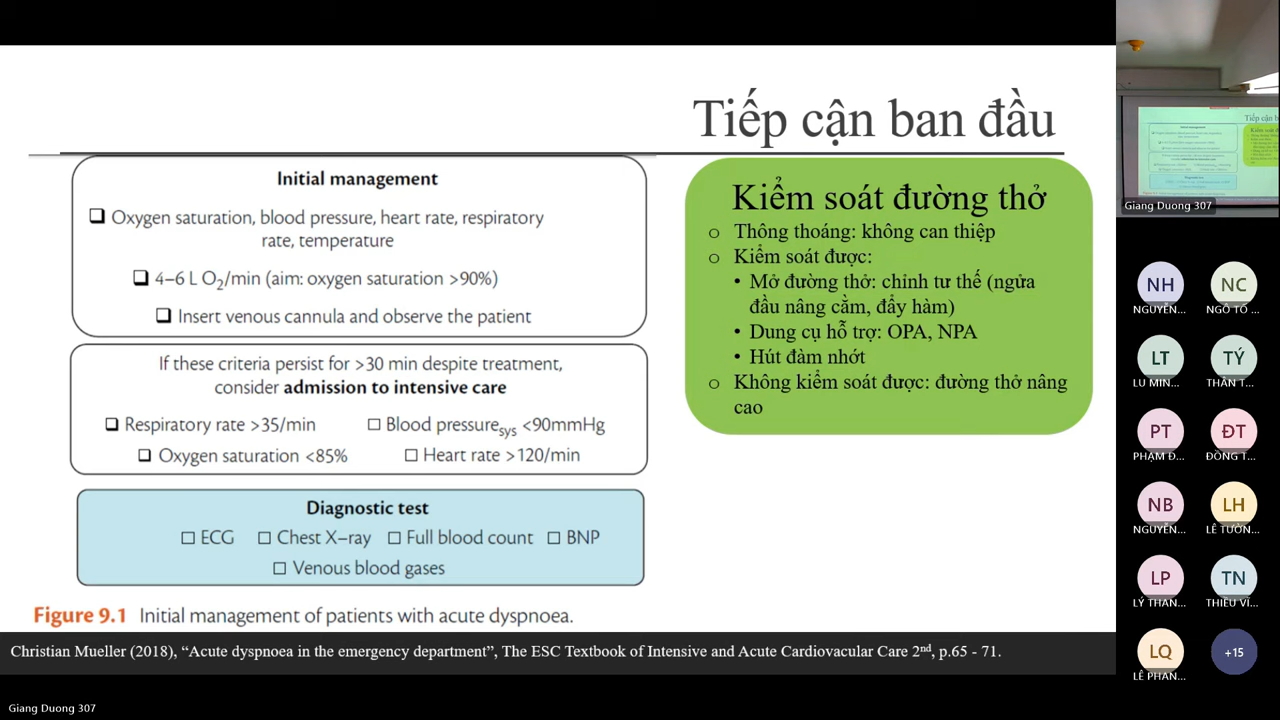 Tiếp cận ban đầu
Initial management
Oxygen saturation, blood pressure, heart rate, respiratory
rate, temperature
4–6 L O₂/min (aim: oxygen saturation >90%)
Insert venous cannula and observe the patient
If these criteria persist for >30 min despite treatment,
consider admission to intensive care
Respiratory rate >35/min
Blood pressure sys <90mmHg
Oxygen saturation <85%
Heart rate >120/min
Diagnostic test
ECG
Chest X–ray
Full blood count
BNP
Venous blood gases
Figure 9.1 Initial management of patients with acute dyspnoea.
Kiểm soát đường thở
Thông thoáng: không can thiệp
Kiểm soát được:
Mở đường thở: chỉnh tư thế (ngửa
đầu nâng cằm, đẩy hàm)
Dung cụ hỗ trợ: OPA, NPA
Hút đàm nhớt
Không kiểm soát được: đường thở nâng
cao
Christian Mueller (2018), “Acute dyspnoea in the emergency department”, The ESC Textbook of Intensive and Acute Cardiovascular Care 2nd, p.65 - 71.
Giang Duong 307
Tiếp cận b
Giang Duong 307
NH
NGUYỄN...
NC
NGÔ TỐ ...
LT
LU MIN...
TÝ
THÂN T...
PT
PHẠM Đ...
ĐT
ĐỒNG T...
NB
NGUYỄN...
LH
LÊ TƯỜN...
LP
LÝ THÀN...
TN
THIỀU VĨ...
LQ
LÊ PHAN...
+15